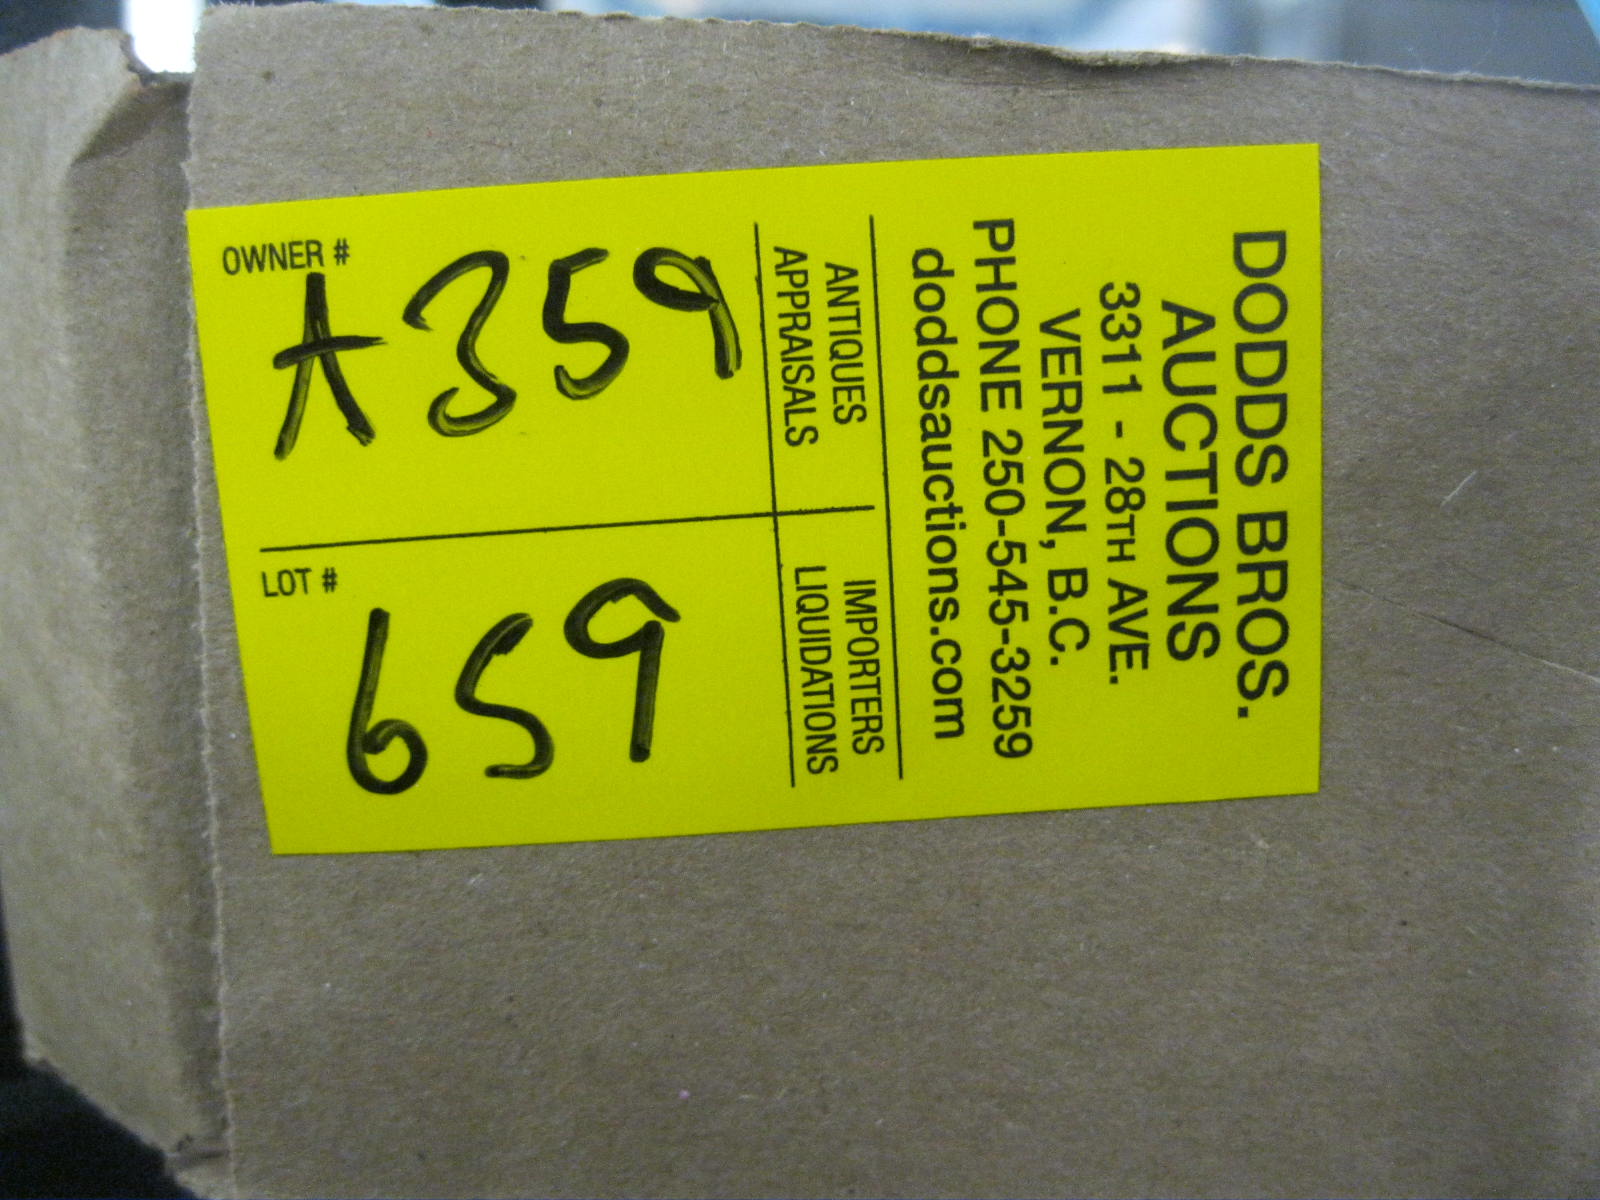 DODDS BROS.
AUCTIONS
3311 - 28TH AVE.
VERNON, B.C.
PHONE 250-545-3259
doddsauctions.com
ANTIQUES
APPRAISALS
IMPORTERS
LIQUIDATIONS
OWNER #
A359
LOT #
659